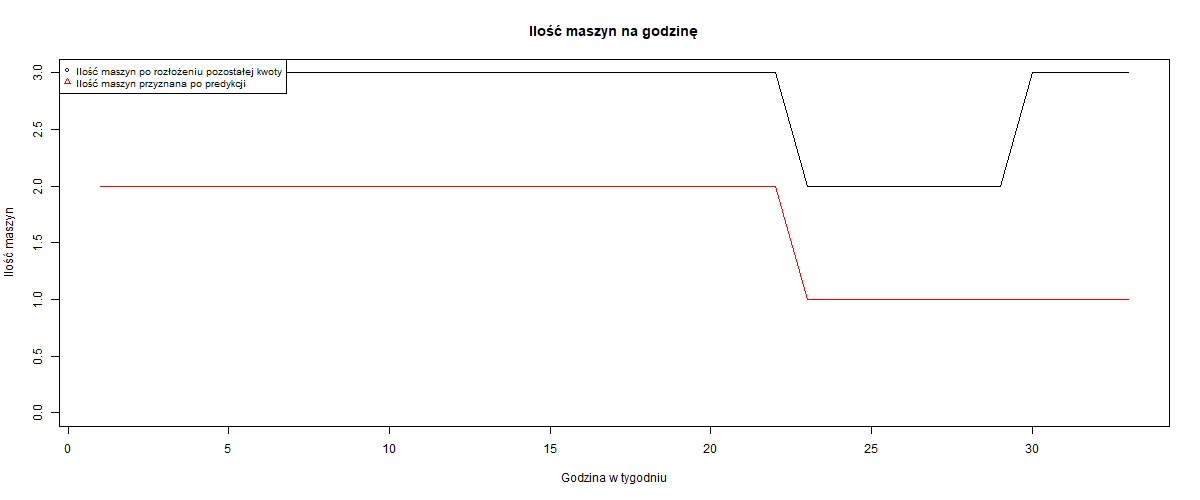 Ilość maszyn na godzinę
Ilość maszyn po rozłożeniu pozostałej kwoty
Ilość maszyn przyznana po predykcji
Ilość maszyn
3.0
2.5
2.0
1.5
1.0
0.5
0.0
0 5 10 15 20 25 30
Godzina w tygodniu